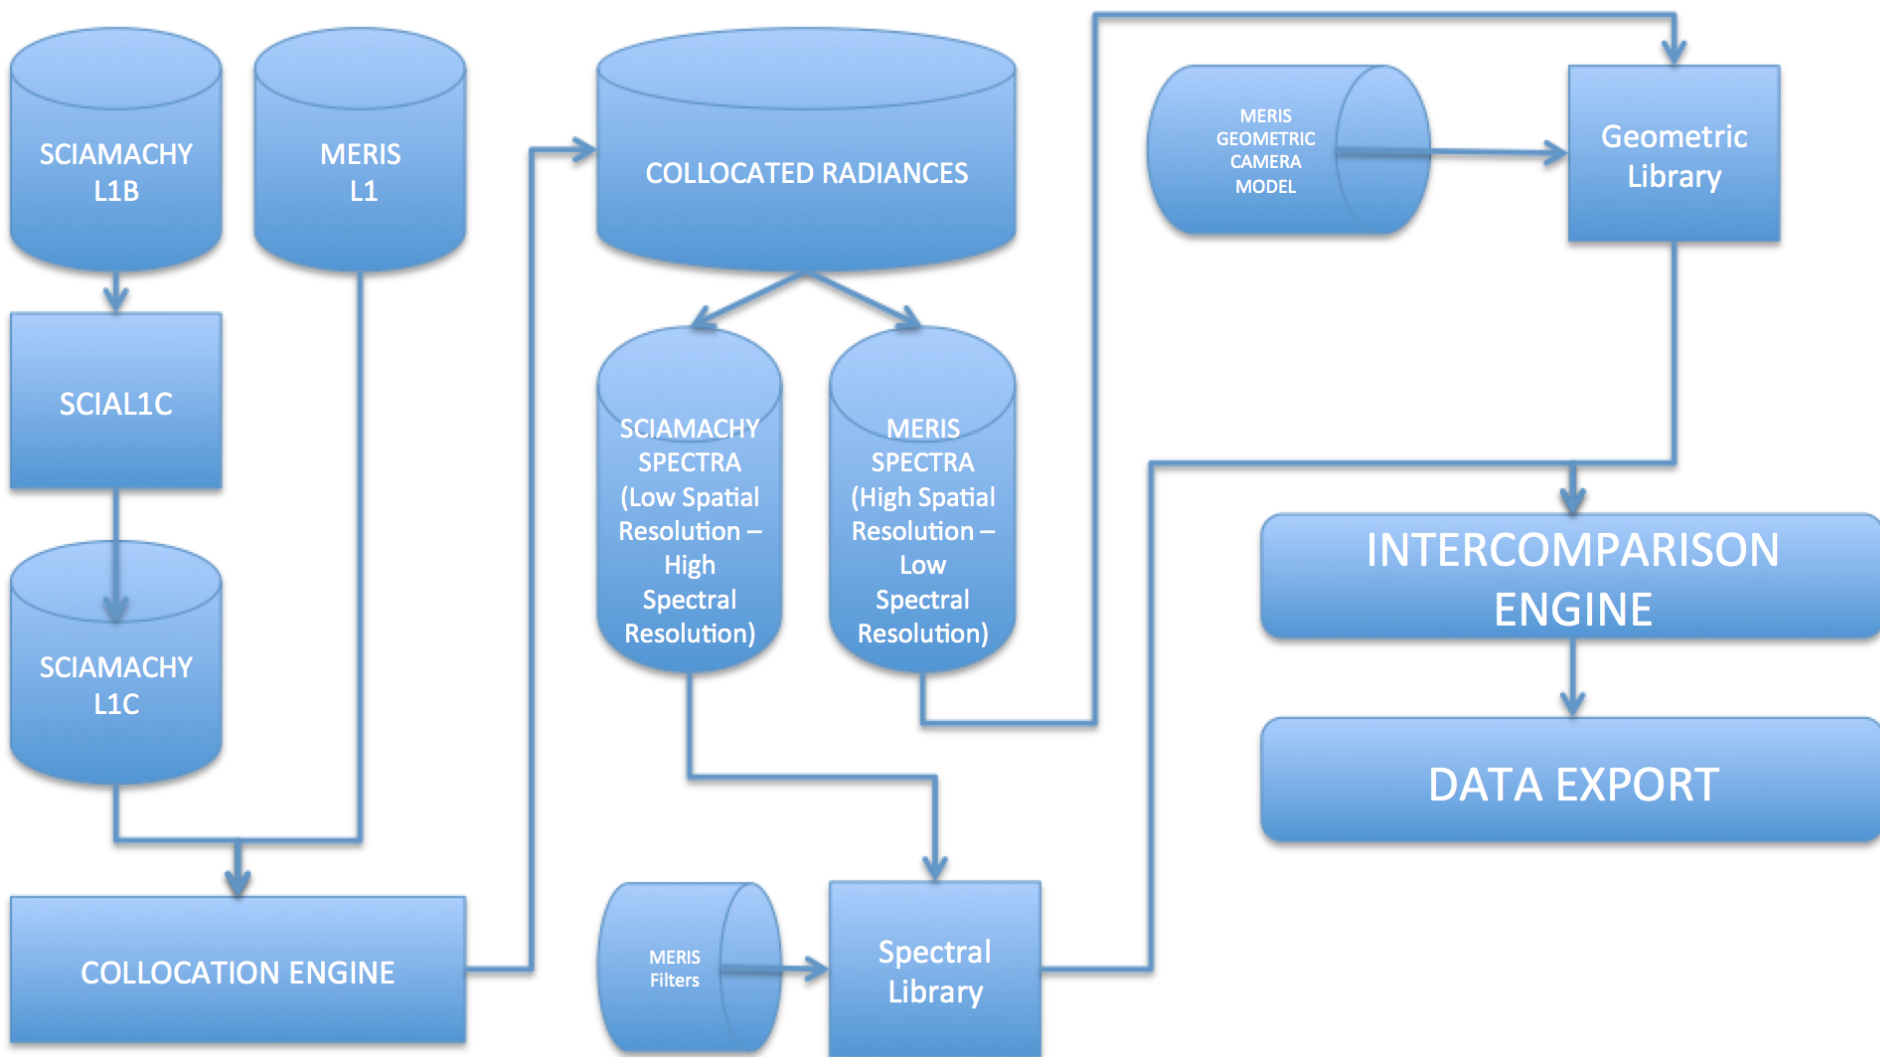 SCIAMACHY
L1B
MERIS
L1
SCIAL1C
SCIAMACHY
L1C
COLLOCATION ENGINE
COLLOCATED RADIANCES
SCIAMACHY
SPECTRA
(Low Spatial
Resolution –
High
Spectral
Resolution)
MERIS
SPECTRA
(High Spatial
Resolution –
Low
Spectral
Resolution)
MERIS
Filters
Spectral
Library
MERIS
GEOMETRIC
CAMERA
MODEL
Geometric
Library
INTERCOMPARISON
ENGINE
DATA EXPORT